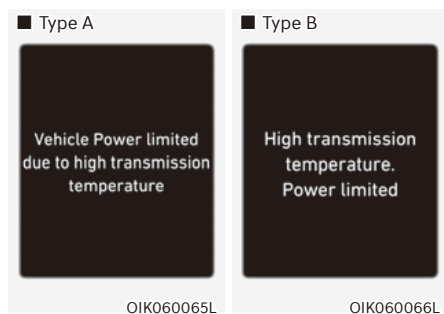 ■ Type A
Vehicle Power limited
due to high transmission
temperature
OIK060065L
■ Type B
High transmission
temperature.
Power limited
OIK060066L